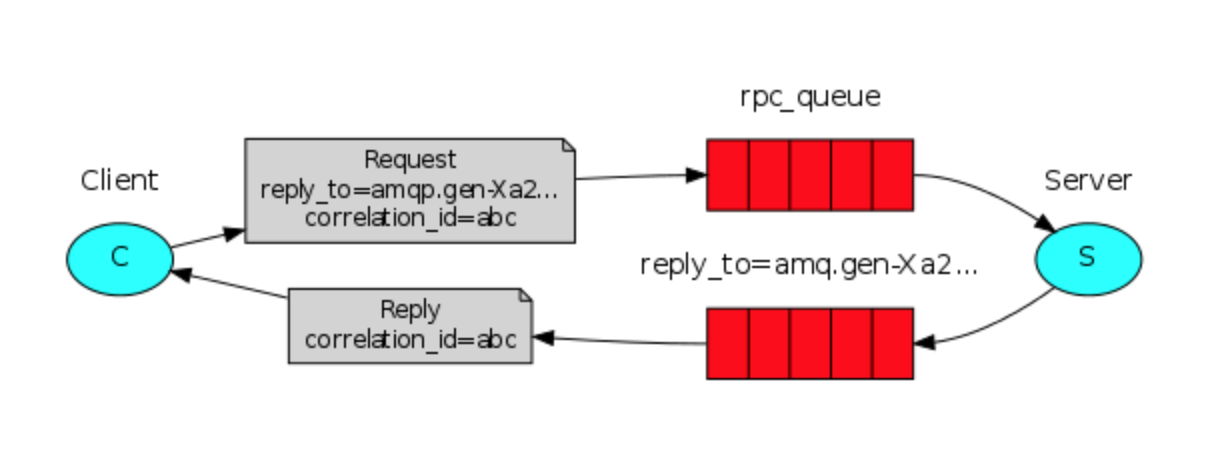 rpc_queue
Client
Request
reply_to=amqp.gen-Xa2...
correlation_id=abc
Server
C
S
reply_to=amq.gen-Xa2...
Reply
correlation_id=abc